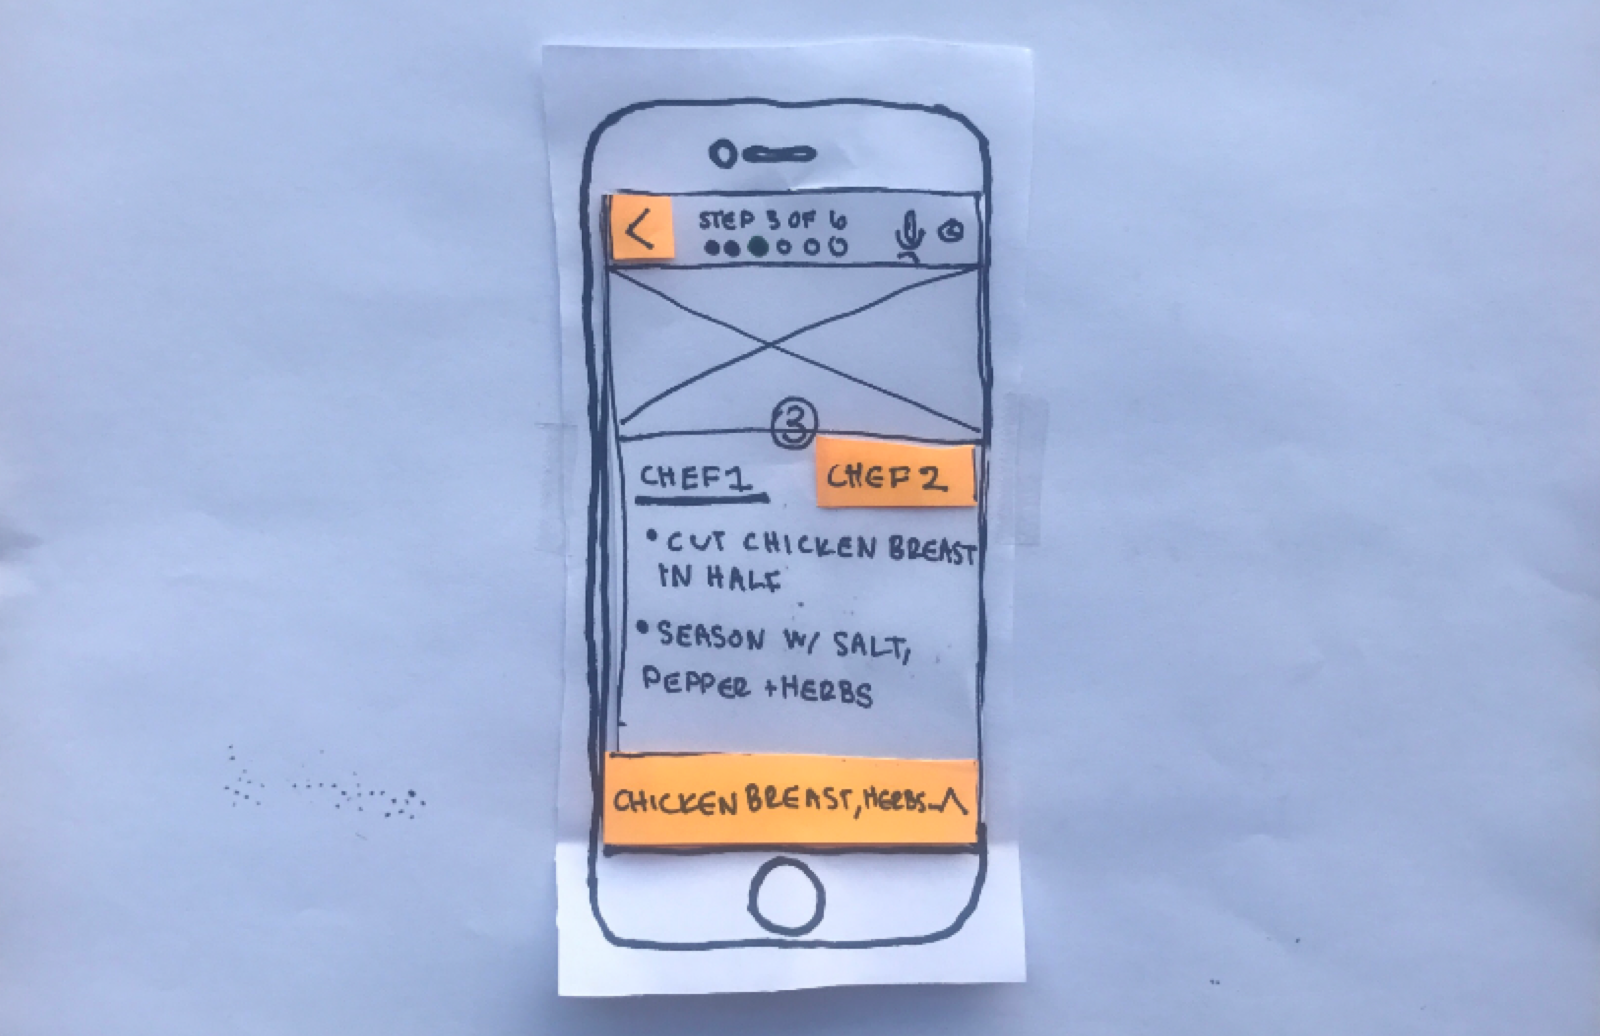 <
STEP 3 OF 6
3
CHEF 1
CHEF 2
• CUT CHICKEN BREAST
IN HALF
• SEASON W/ SALT,
PEPPER + HERBS
CHICKEN BREAST, HERBS